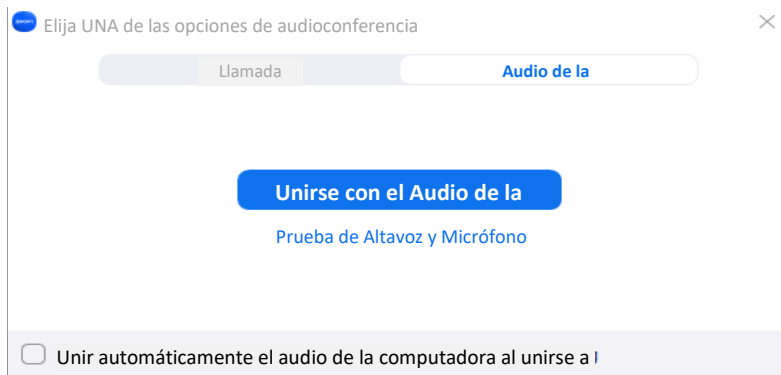 Elija UNA de las opciones de audioconferencia
Llamada
Audio de la
Unirse con el Audio de la
Prueba de Altavoz y Micrófono
Unir automáticamente el audio de la computadora al unirse a